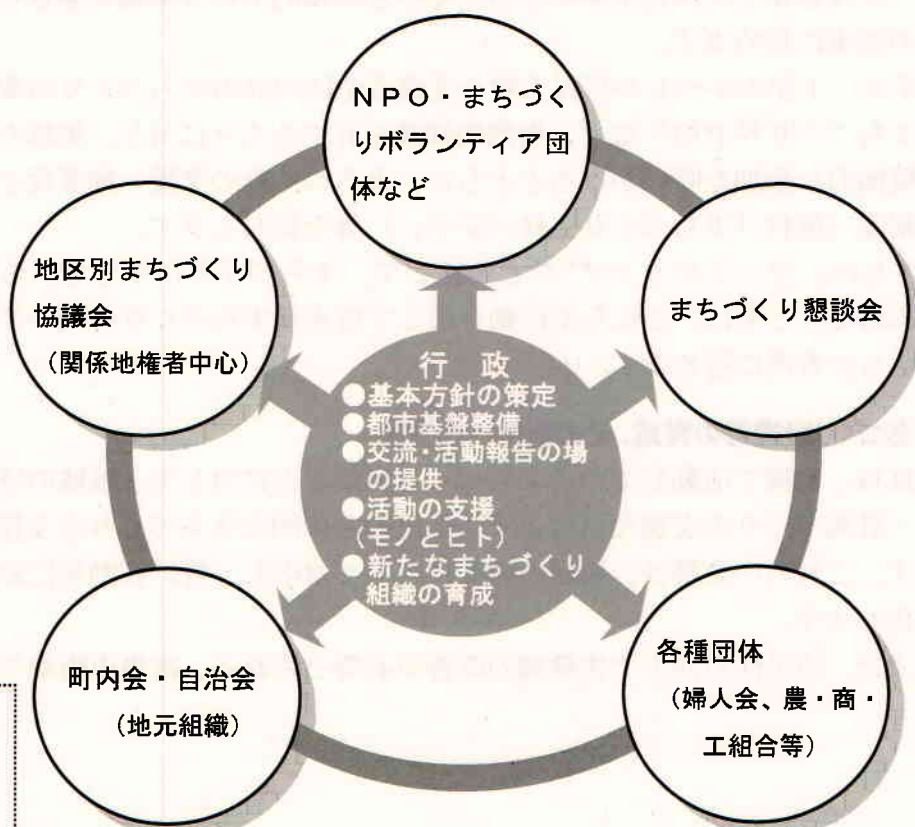 NPO・まちづく
りボランティア団
体など
地区別まちづくり
協議会
(関係地権者中心)
まちづくり懇談会
行 政
●基本方針の策定
●都市基盤整備
●交流・活動報告の場
の提供
●活動の支援
(モノとヒト)
●新たなまちづくり
組織の育成
町内会・自治会
(地元組織)
各種団体
(婦人会、農・商・
工組合等)